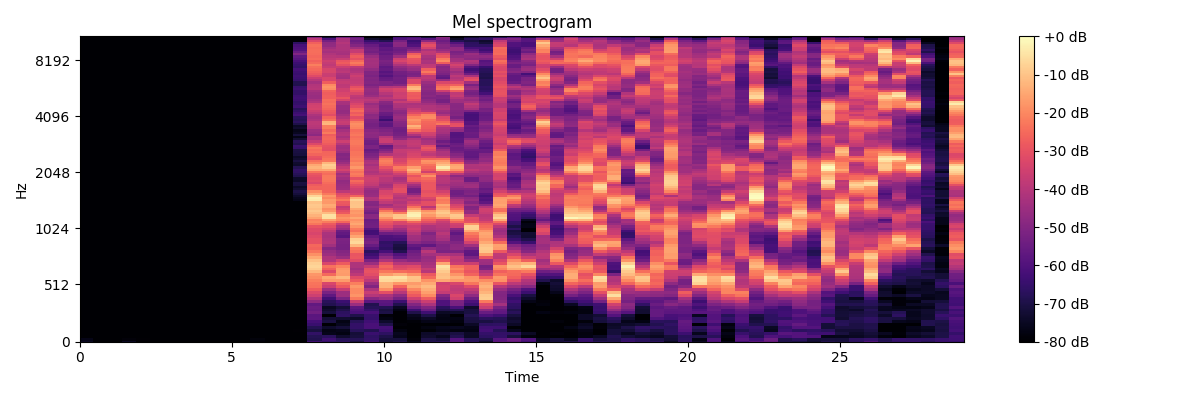 Mel spectrogram
Hz
8192
4096
2048
1024
512
0
0 5 10 15 20 25
Time
+0 dB
-10 dB
-20 dB
-30 dB
-40 dB
-50 dB
-60 dB
-70 dB
-80 dB